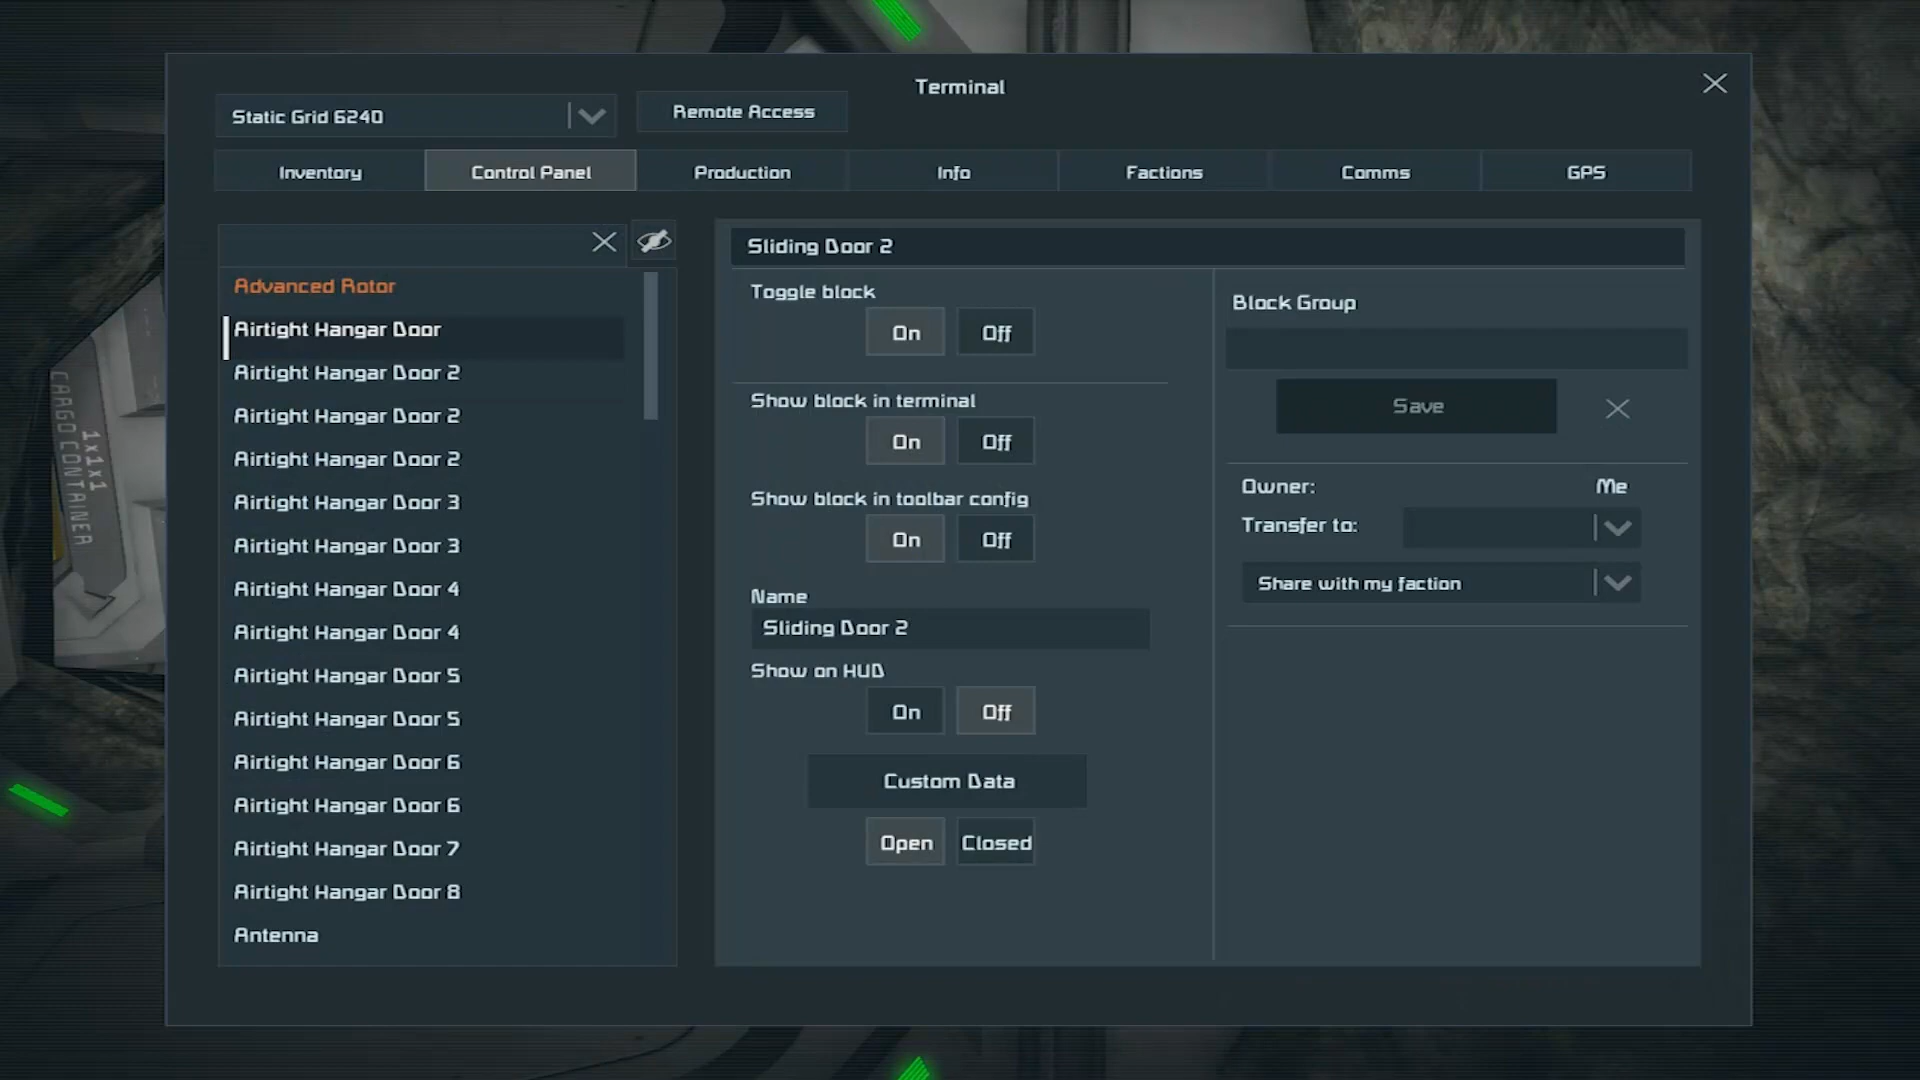 Terminal
Static Grid 6240
Remote Access
Inventory
Control Panel
Production
Info
Factions
Comms
GPS
Advanced Rotor
Airtight Hangar Door
Airtight Hangar Door 2
Airtight Hangar Door 2
Airtight Hangar Door 2
Airtight Hangar Door 3
Airtight Hangar Door 3
Airtight Hangar Door 4
Airtight Hangar Door 4
Airtight Hangar Door 5
Airtight Hangar Door 5
Airtight Hangar Door 6
Airtight Hangar Door 6
Airtight Hangar Door 7
Airtight Hangar Door 8
Antenna
Sliding Door 2
Toggle block
On Off
Show block in terminal
On Off
Show block in toolbar config
On Off
Name
Sliding Door 2
Show on HUD
On Off
Custom Data
Open Closed
Block Group
Save
Owner: Me
Transfer to:
Share with my faction
1x1x1
CARGO CONTAINER